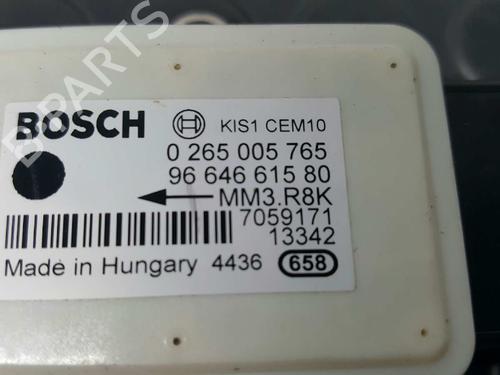 B-PARTS
BOSCH KIS1 CEM10
0 265 005 765
96 646 615 80
MM3.R8K
7059171
13342
Made in Hungary 4436 658